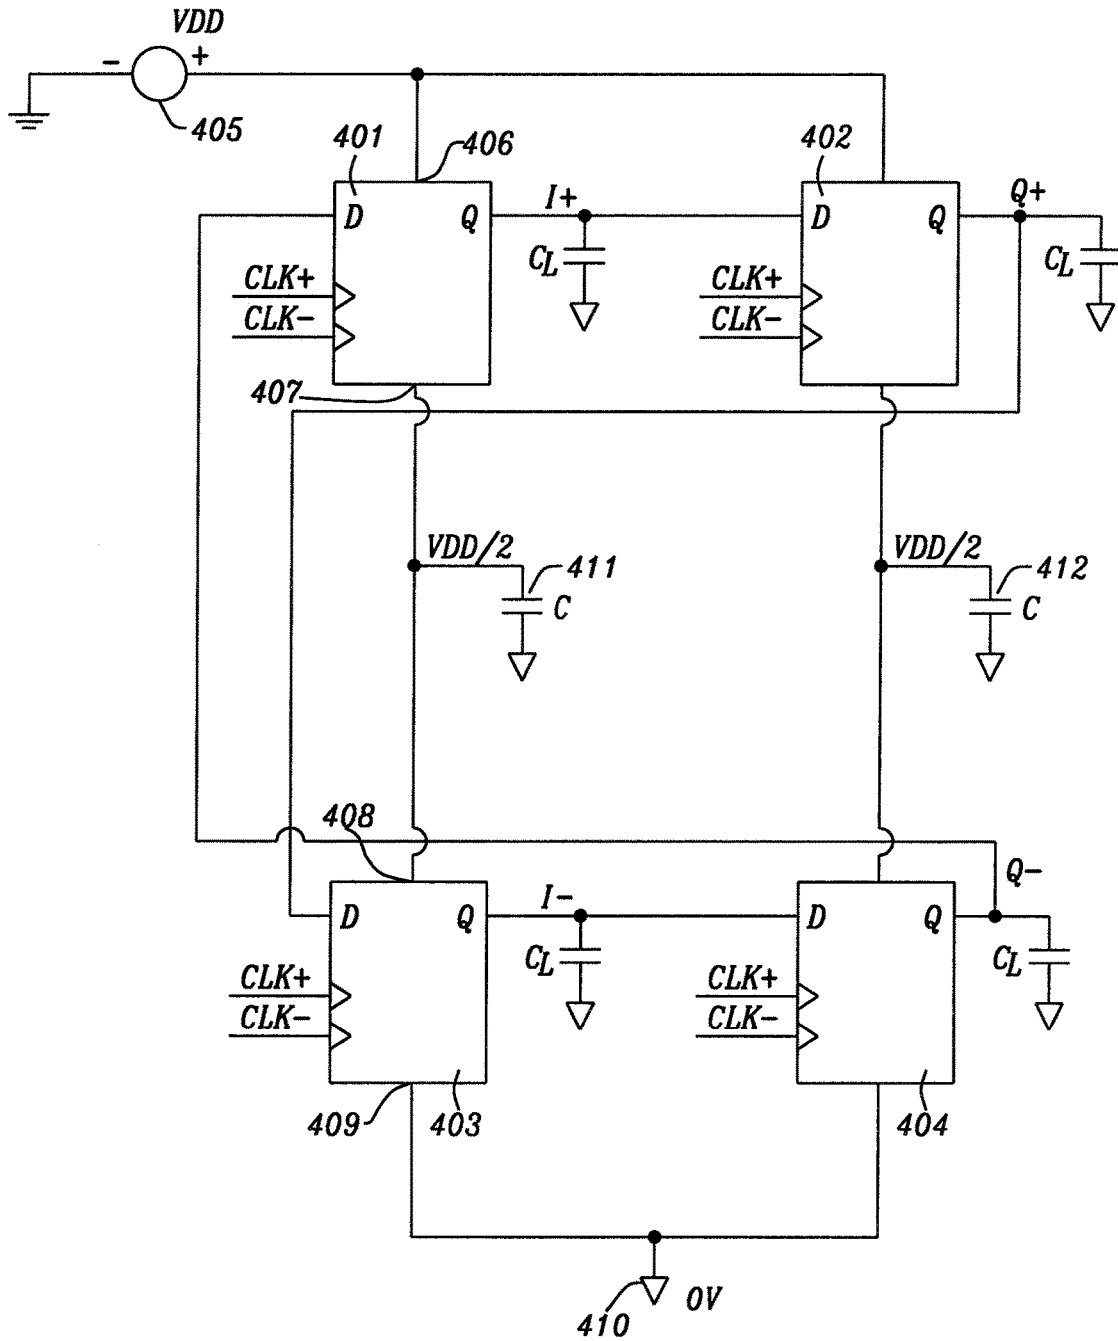 VDD
- +
405
401 406 402
D Q I+ D Q Q+
CL CL
CLK+ CLK+
CLK- CLK-
407
VDD/2 VDD/2
411 412
C C
408
Q-
D Q I- D Q
CL CL
CLK+ CLK+
CLK- CLK-
409 403 404
410 0V